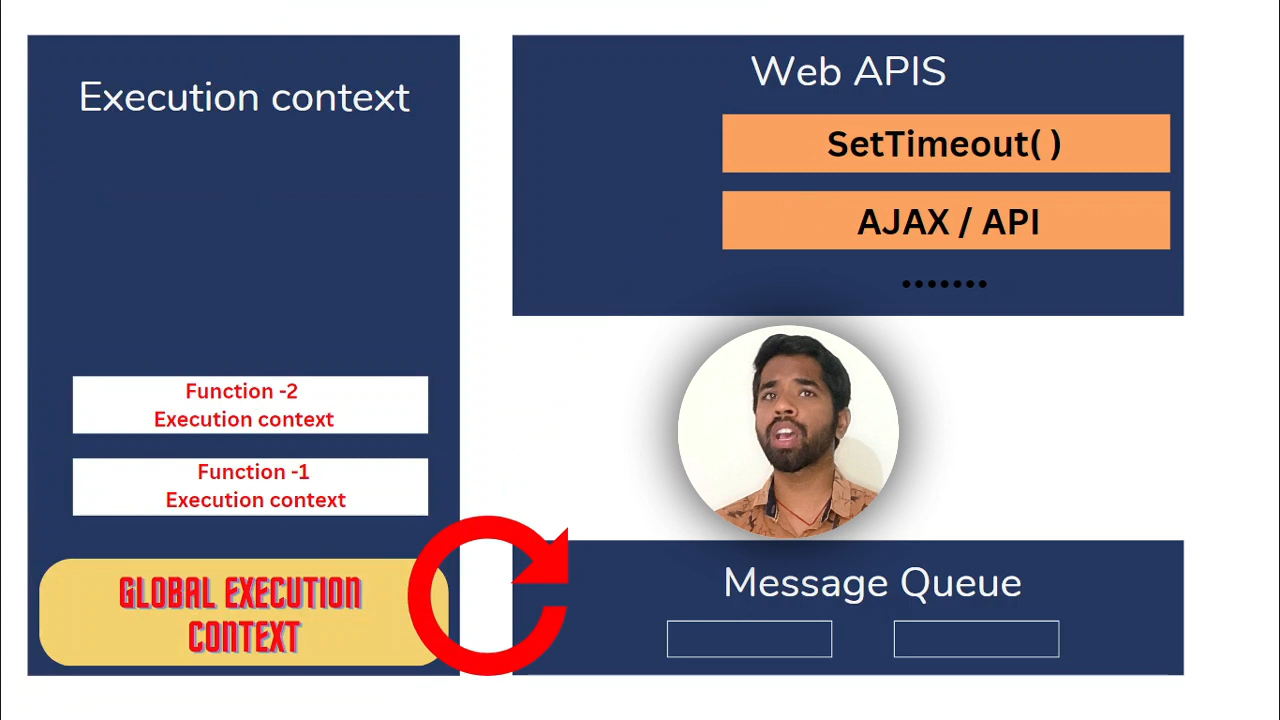 Execution context
Function -2
Execution context
Function -1
Execution context
GLOBAL EXECUTION
CONTEXT
Web APIS
SetTimeout( )
AJAX / API
.......
Message Queue